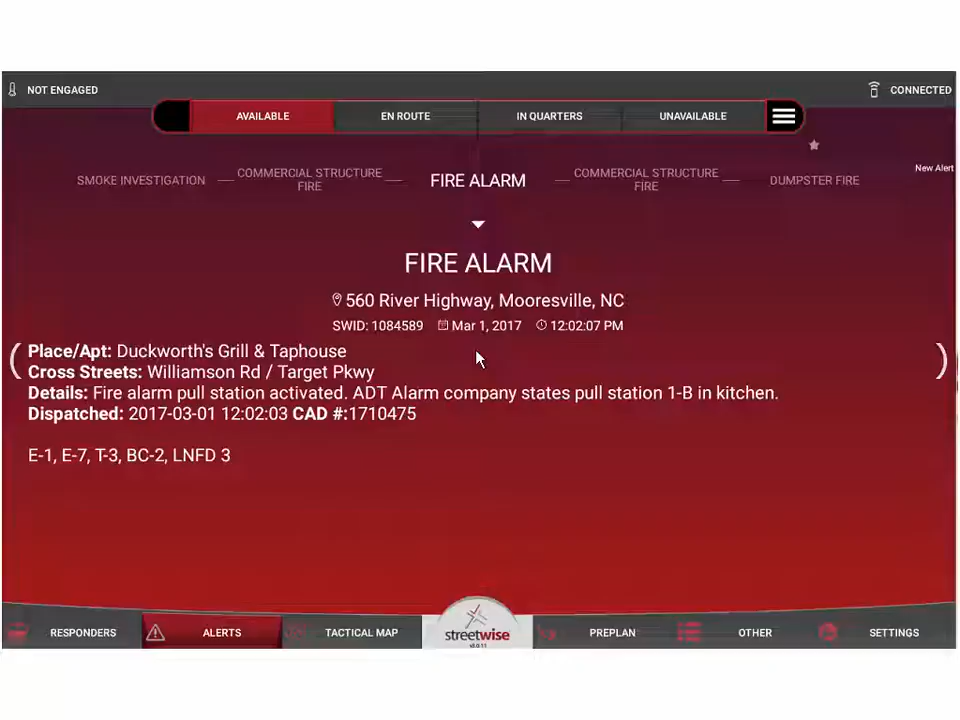 NOT ENGAGED
CONNECTED
AVAILABLE
EN ROUTE
IN QUARTERS
UNAVAILABLE
New Alert
SMOKE INVESTIGATION
COMMERCIAL STRUCTURE
FIRE
FIRE ALARM
COMMERCIAL STRUCTURE
FIRE
DUMPSTER FIRE
FIRE ALARM
560 River Highway, Mooresville, NC
SWID: 1084589 Mar 1, 2017 12:02:07 PM
Place/Apt: Duckworth's Grill & Taphouse
Cross Streets: Williamson Rd / Target Pkwy
Details: Fire alarm pull station activated. ADT Alarm company states pull station 1-B in kitchen.
Dispatched: 2017-03-01 12:02:03 CAD #:1710475
E-1, E-7, T-3, BC-2, LNFD 3
RESPONDERS
ALERTS
TACTICAL MAP
streetwise
PREPLAN
OTHER
SETTINGS